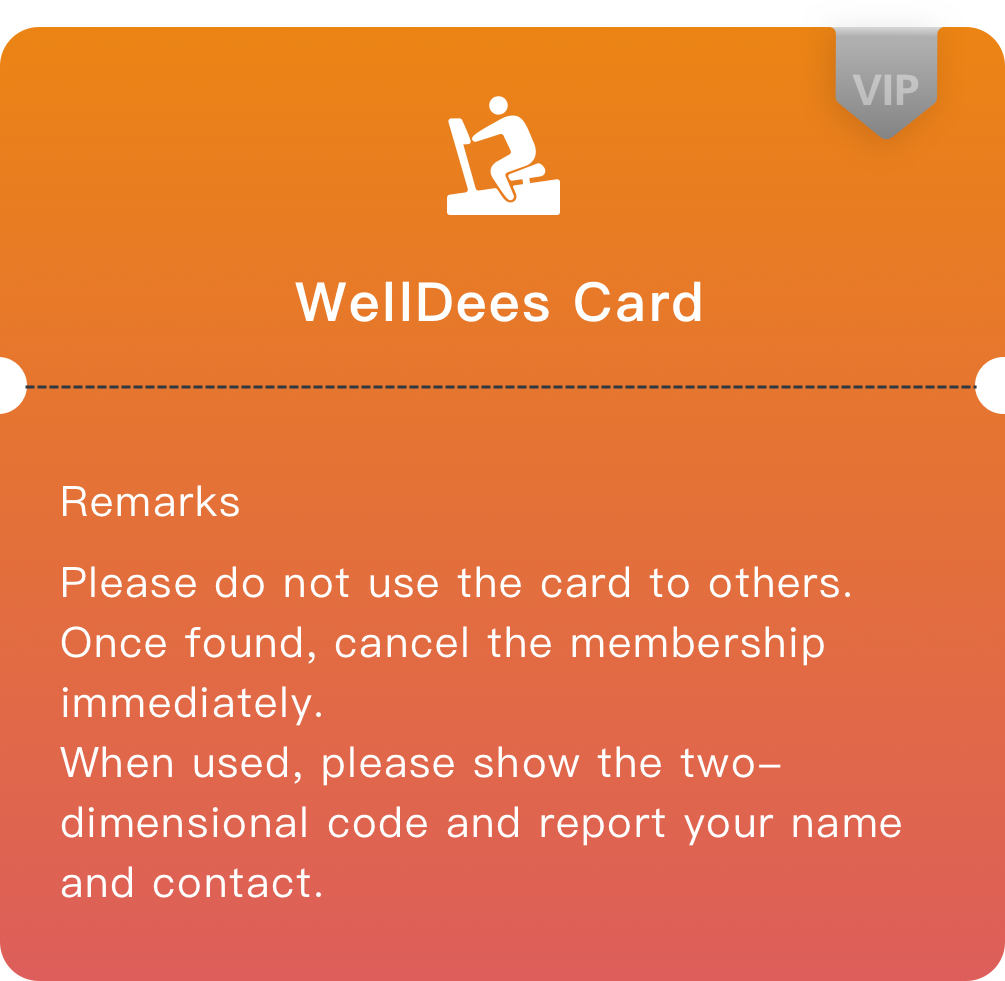 VIP
WellDees Card
Remarks
Please do not use the card to others.
Once found, cancel the membership
immediately.
When used, please show the two-
dimensional code and report your name
and contact.